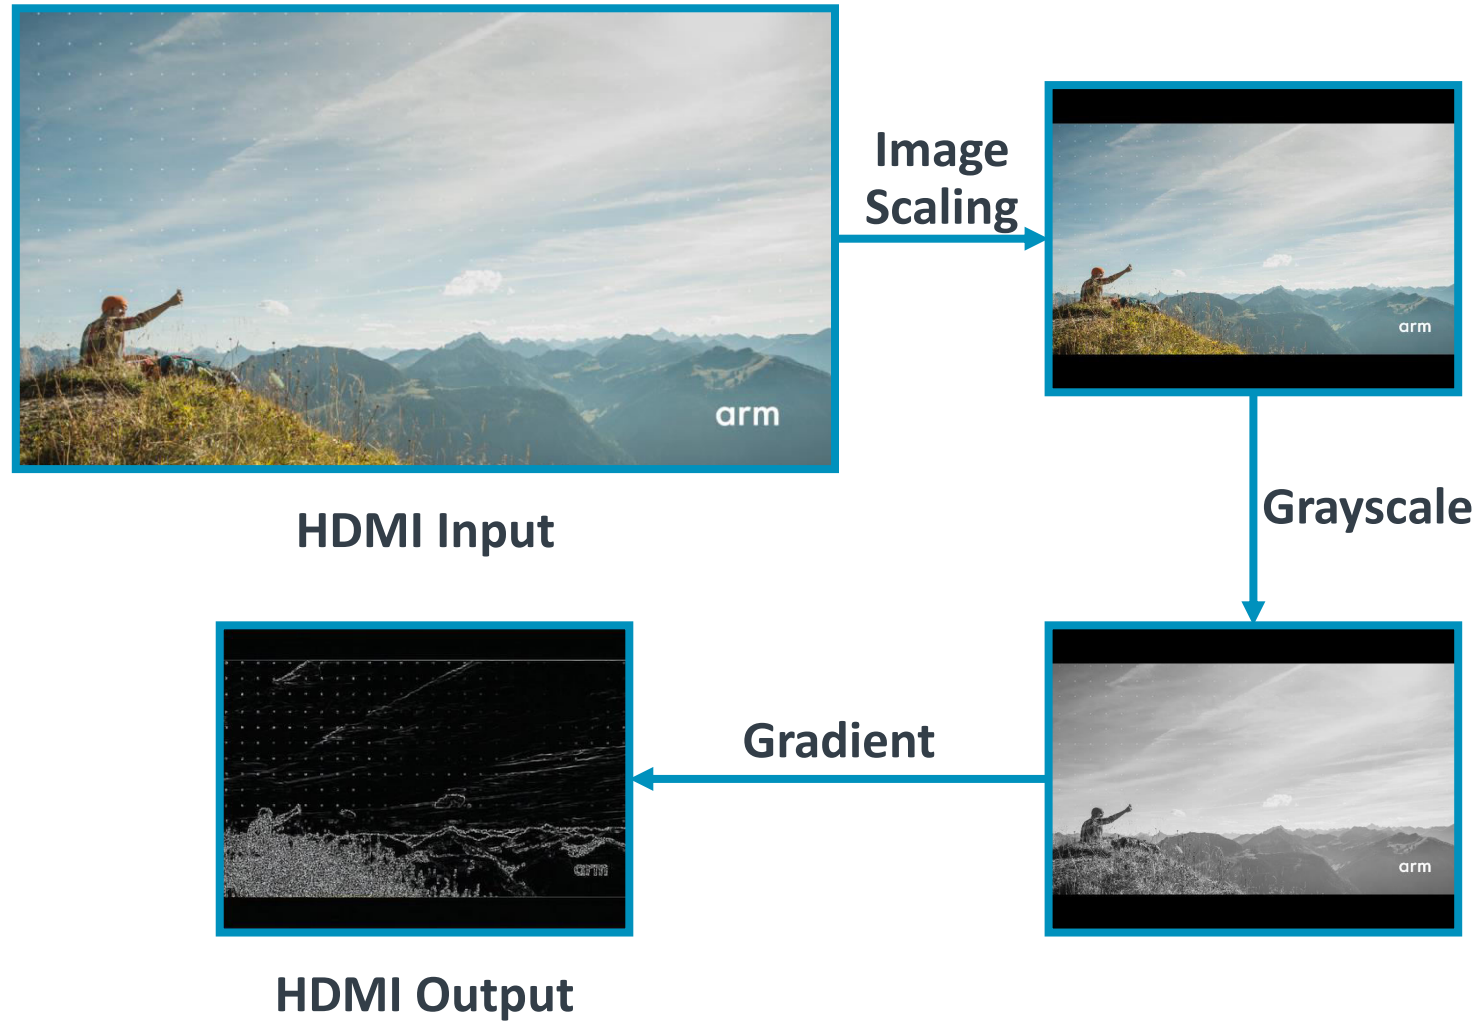 arm
HDMI Input
Image
Scaling
arm
Grayscale
arm
Gradient
arm
HDMI Output